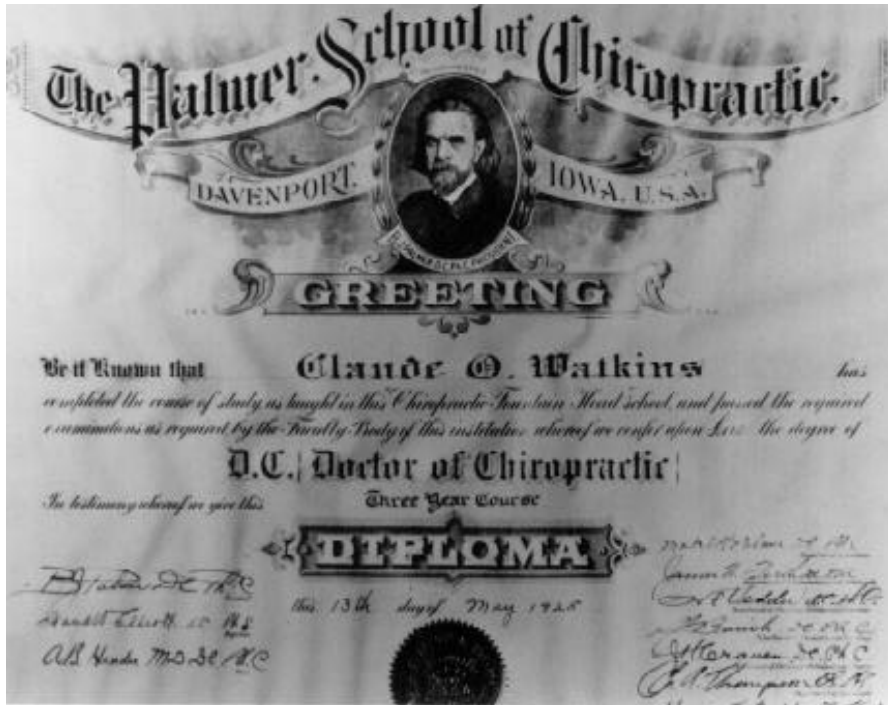 The Palmer School of Chiropractic.
DAVENPORT, IOWA, U.S.A.
PALMER D.C. Ph.C. PRESIDENT
GREETING
Be it Known that Claude O. Watkins has
completed the course of study as taught in this Chiropractic Fountain Head school, and passed the required
examinations as required by the Faculty Body of this institution whereof we confer upon him the degree of
D.C. (Doctor of Chiropractic)
In testimony whereof we give this Three Year Course
DIPLOMA
this 13th day of May 1925